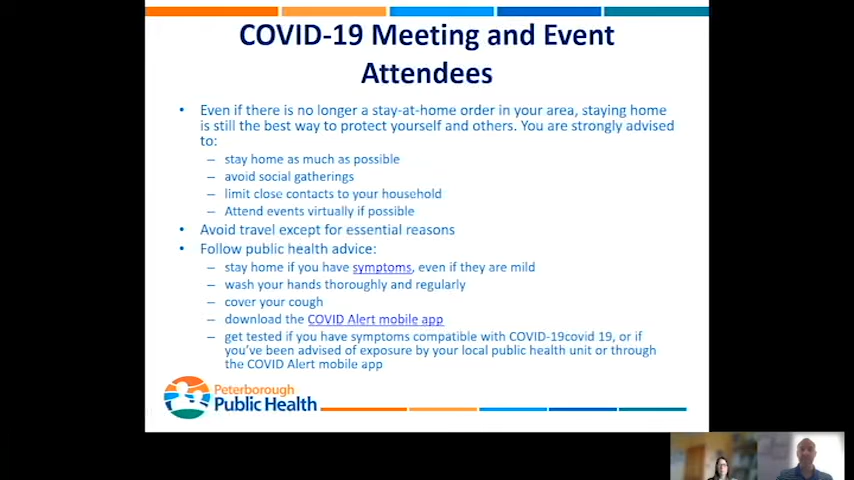 COVID-19 Meeting and Event
Attendees
• Even if there is no longer a stay-at-home order in your area, staying home
is still the best way to protect yourself and others. You are strongly advised
to:
– stay home as much as possible
– avoid social gatherings
– limit close contacts to your household
– Attend events virtually if possible
• Avoid travel except for essential reasons
• Follow public health advice:
– stay home if you have symptoms, even if they are mild
– wash your hands thoroughly and regularly
– cover your cough
– download the COVID Alert mobile app
– get tested if you have symptoms compatible with COVID-19covid 19, or if
you've been advised of exposure by your local public health unit or through
the COVID Alert mobile app
Peterborough
Public Health